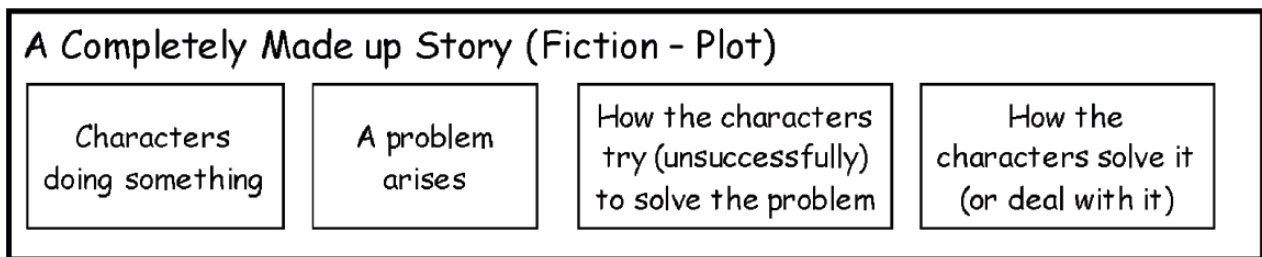 A Completely Made up Story (Fiction - Plot)
Characters
doing something
A problem
arises
How the characters
try (unsuccessfully)
to solve the problem
How the
characters solve it
(or deal with it)